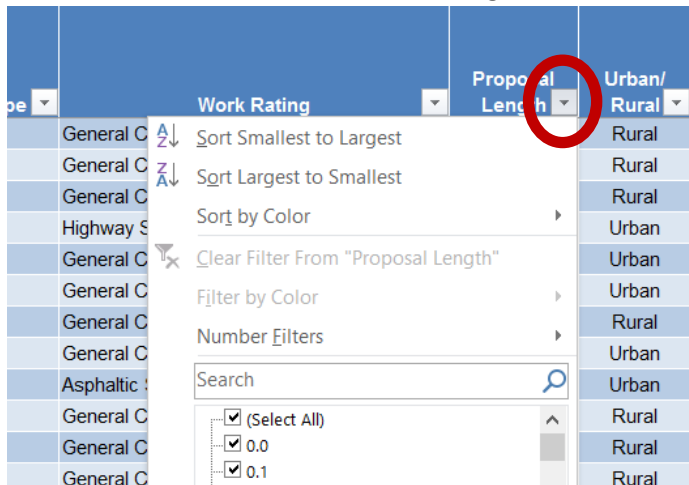 Proposal Urban/
pe Work Rating Length Rural
General C Sort Smallest to Largest Rural
General C Sort Largest to Smallest Rural
General C Sort by Color Rural
Highway S Clear Filter From "Proposal Length" Urban
General C Filter by Color Urban
General C Urban
General C Number Filters Rural
General C Urban
Asphaltic S Search Urban
General C (Select All) Rural
General C 0.0 Rural
General C 0.1 Rural